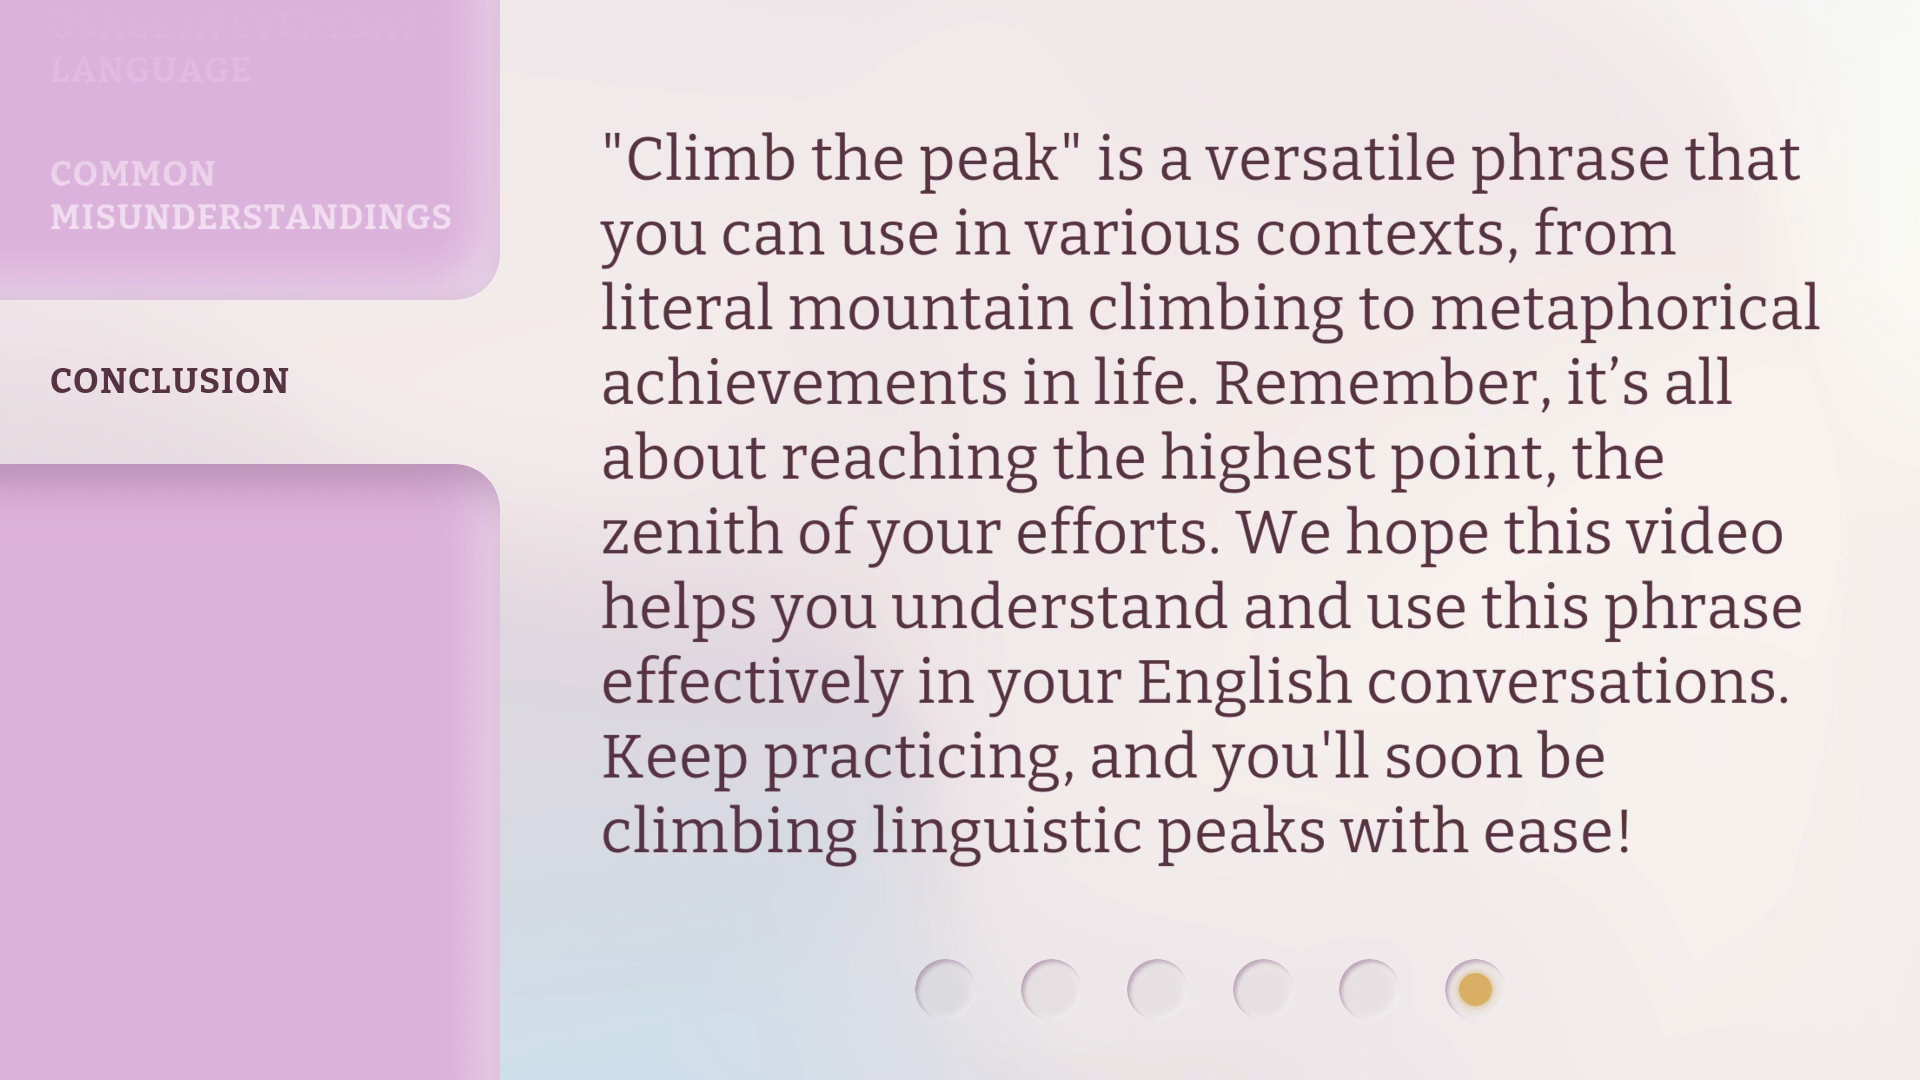 USAGE IN EVERYDAY
LANGUAGE
COMMON
MISUNDERSTANDINGS
CONCLUSION
"Climb the peak" is a versatile phrase that
you can use in various contexts, from
literal mountain climbing to metaphorical
achievements in life. Remember, it’s all
about reaching the highest point, the
zenith of your efforts. We hope this video
helps you understand and use this phrase
effectively in your English conversations.
Keep practicing, and you'll soon be
climbing linguistic peaks with ease!